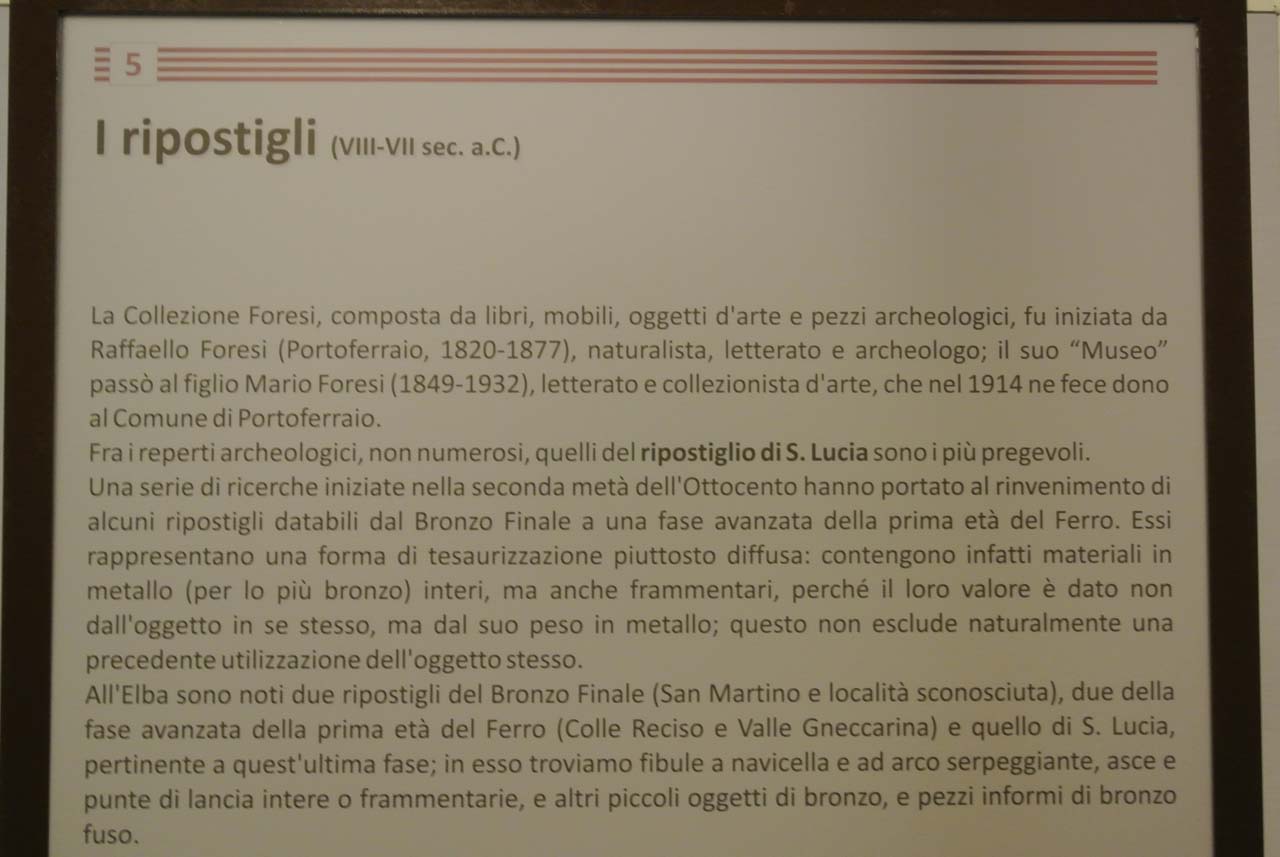 5
I ripostigli (VIII-VII sec. a.C.)
La Collezione Foresi, composta da libri, mobili, oggetti d'arte e pezzi archeologici, fu iniziata da
Raffaello Foresi (Portoferraio, 1820-1877), naturalista, letterato e archeologo; il suo “Museo”
passò al figlio Mario Foresi (1849-1932), letterato e collezionista d'arte, che nel 1914 ne fece dono
al Comune di Portoferraio.
Fra i reperti archeologici, non numerosi, quelli del ripostiglio di S. Lucia sono i più pregevoli.
Una serie di ricerche iniziate nella seconda metà dell'Ottocento hanno portato al rinvenimento di
alcuni ripostigli databili dal Bronzo Finale a una fase avanzata della prima età del Ferro. Essi
rappresentano una forma di tesaurizzazione piuttosto diffusa: contengono infatti materiali in
metallo (per lo più bronzo) interi, ma anche frammentari, perché il loro valore è dato non
dall'oggetto in se stesso, ma dal suo peso in metallo; questo non esclude naturalmente una
precedente utilizzazione dell'oggetto stesso.
All'Elba sono noti due ripostigli del Bronzo Finale (San Martino e località sconosciuta), due della
fase avanzata della prima età del Ferro (Colle Reciso e Valle Gneccarina) e quello di S. Lucia,
pertinente a quest'ultima fase; in esso troviamo fibule a navicella e ad arco serpeggiante, asce e
punte di lancia intere o frammentarie, e altri piccoli oggetti di bronzo, e pezzi informi di bronzo
fuso.